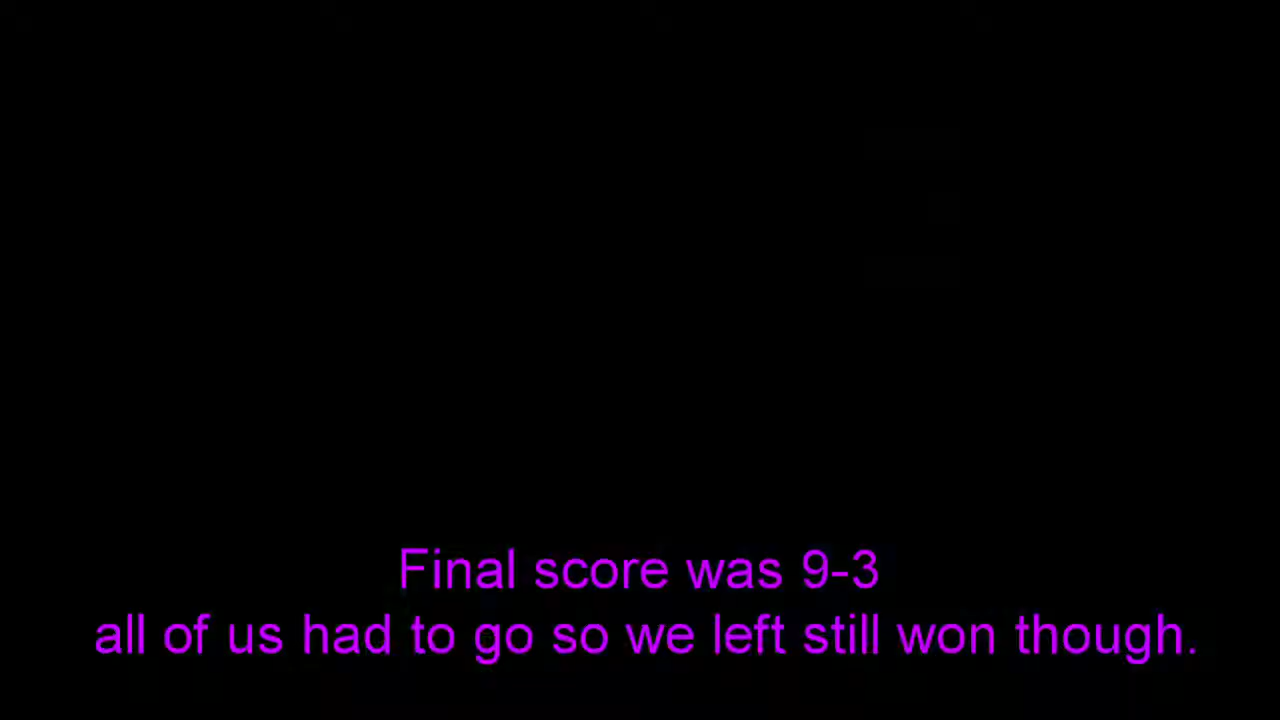 Final score was 9-3
all of us had to go so we left still won though.